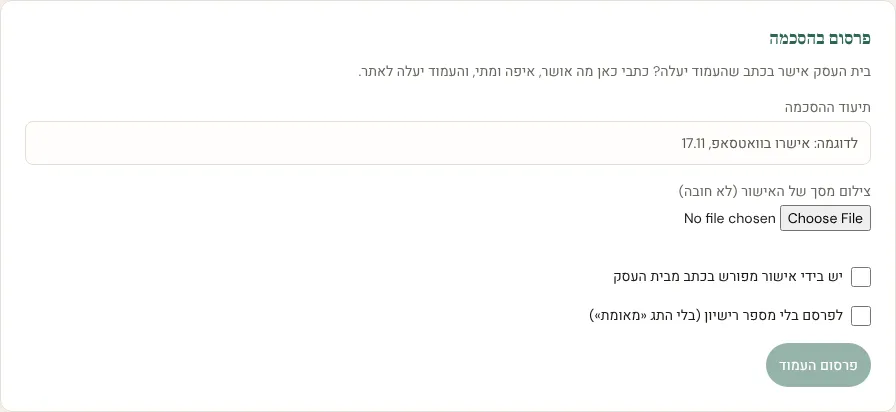 פרסום בהסכמה
בית העסק אישר בכתב שהעמוד יעלה? כתבי כאן מה אושר, איפה ומתי, והעמוד יעלה לאתר.
תיעוד ההסכמה
לדוגמה: אישרו בוואטסאפ, 17.11
צילום מסך של האישור (לא חובה)
Choose File No file chosen
יש בידי אישור מפורש בכתב מבית העסק
לפרסם בלי מספר רישיון (בלי התג «מאומת»)
פרסום העמוד